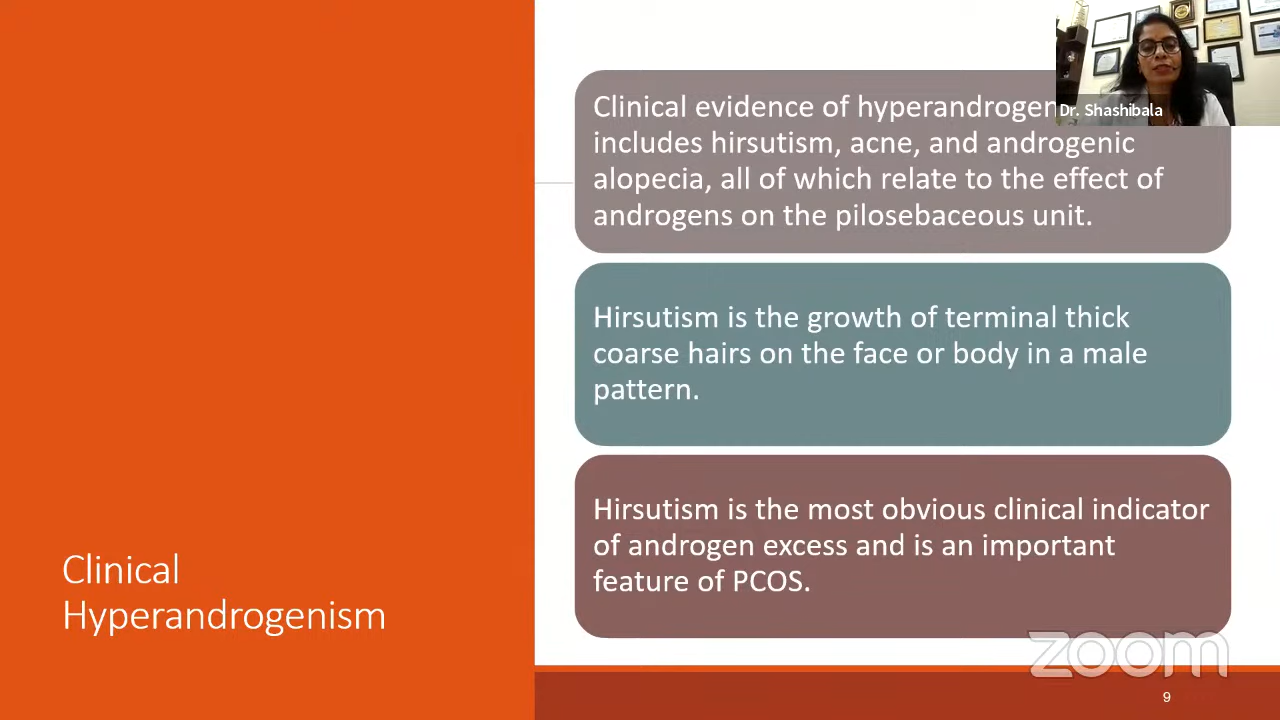 Clinical evidence of hyperandrogen
includes hirsutism, acne, and androgenic
alopecia, all of which relate to the effect of
androgens on the pilosebaceous unit.
Dr. Shashibala
Hirsutism is the growth of terminal thick
coarse hairs on the face or body in a male
pattern.
Hirsutism is the most obvious clinical indicator
of androgen excess and is an important
feature of PCOS.
Clinical
Hyperandrogenism
zoom
9